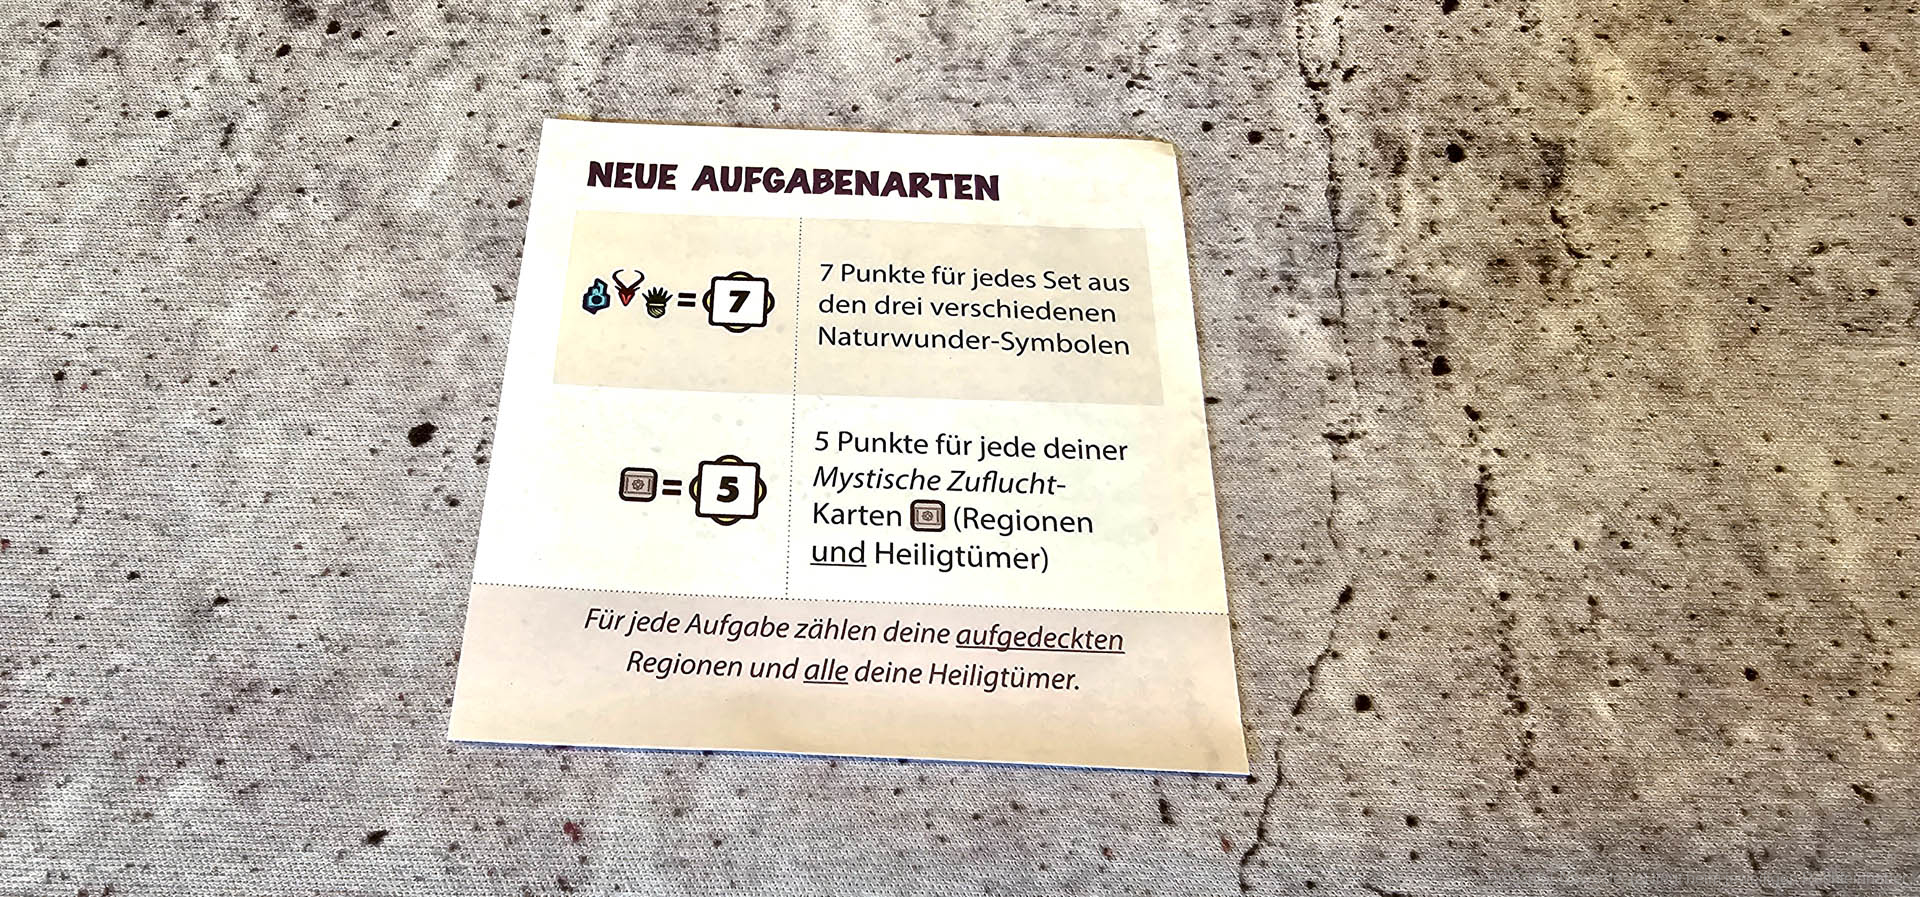 NEUE AUFGABENARTEN
= 7
7 Punkte für jedes Set aus
den drei verschiedenen
Naturwunder-Symbolen
= 5
5 Punkte für jede deiner
Mystische Zuflucht-
Karten (Regionen
und Heiligtümer)
Für jede Aufgabe zählen deine aufgedeckten
Regionen und alle deine Heiligtümer.